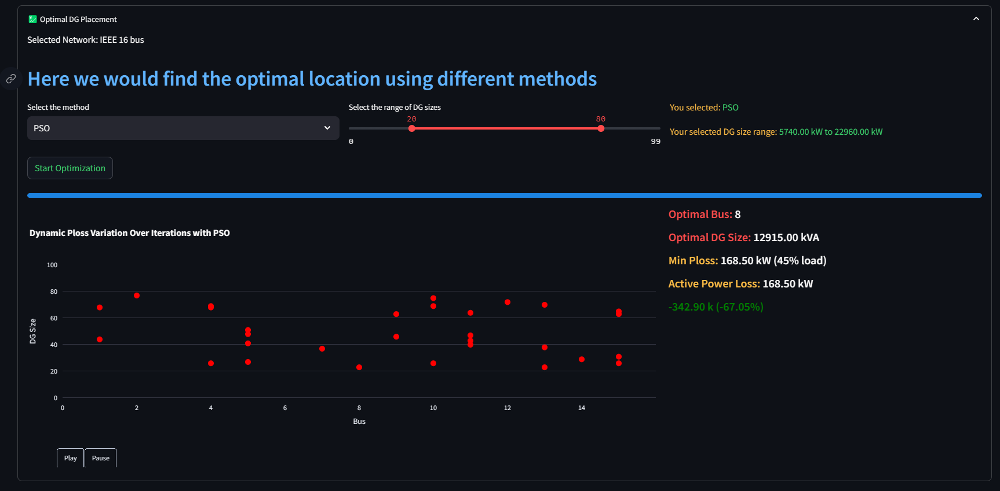 Optimal DG Placement
Selected Network: IEEE 16 bus
Here we would find the optimal location using different methods
Select the method
PSO
Select the range of DG sizes
20 80
0 99
You selected: PSO
Your selected DG size range: 5740.00 kW to 22960.00 kW
Start Optimization
Dynamic Ploss Variation Over Iterations with PSO
100
80
60
40
20
0
DG Size
0 2 4 6 8 10 12 14
Bus
Play Pause
Optimal Bus: 8
Optimal DG Size: 12915.00 kVA
Min Ploss: 168.50 kW (45% load)
Active Power Loss: 168.50 kW
-342.90 k (-67.05%)